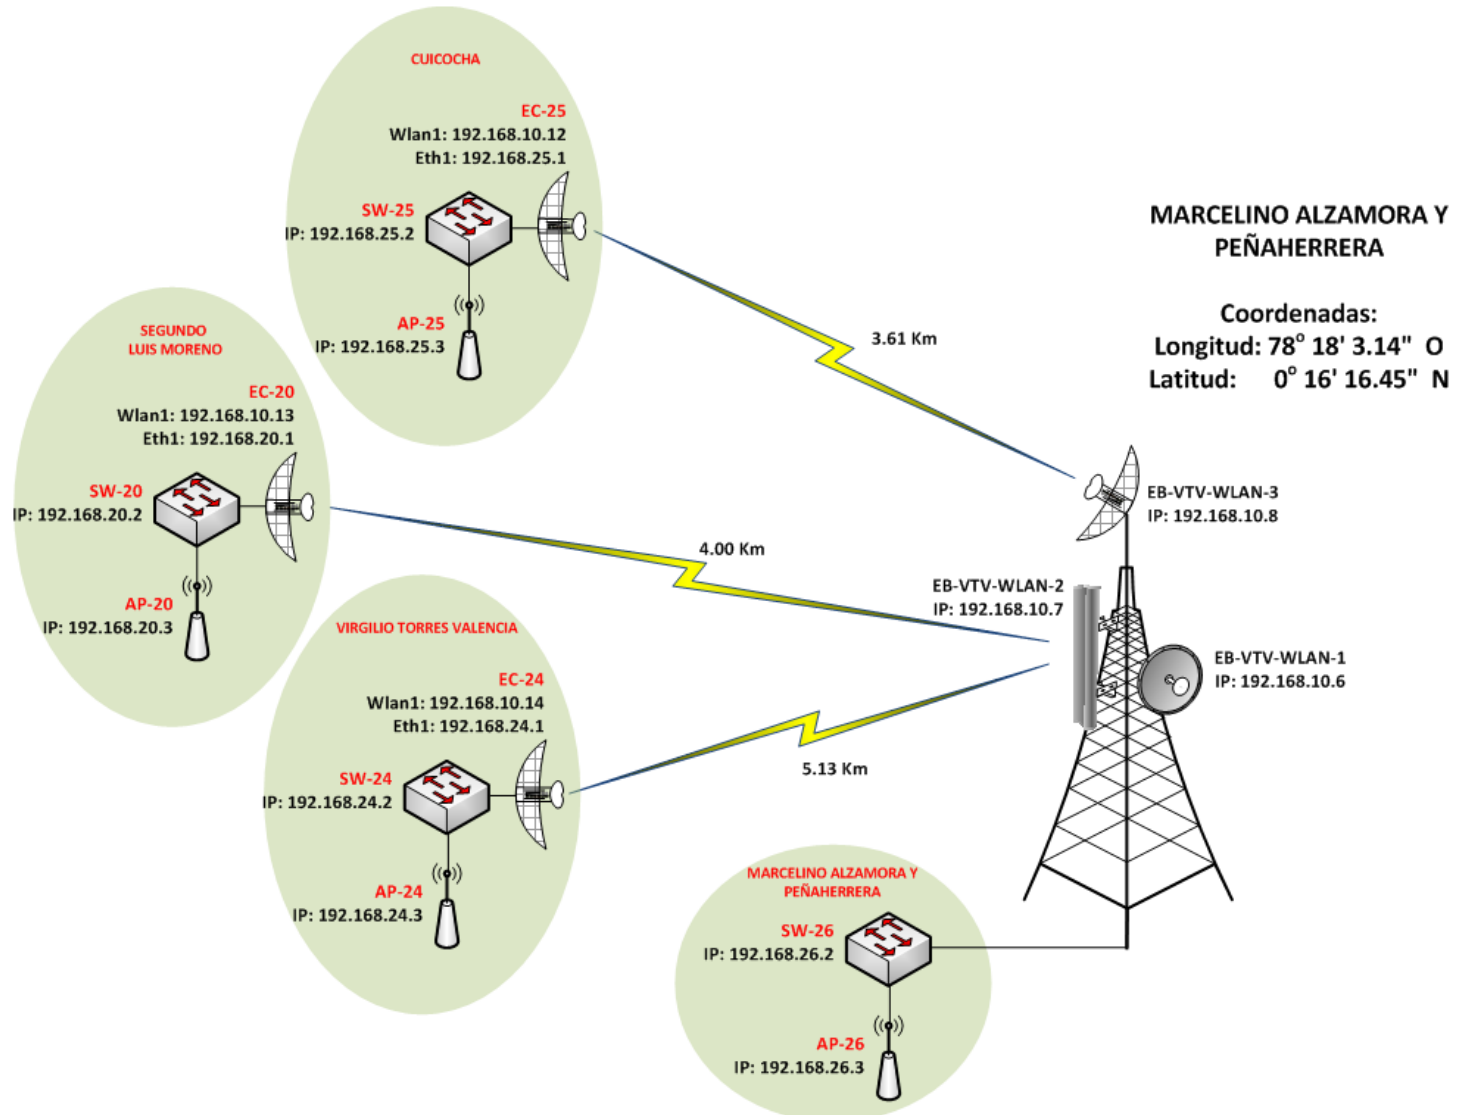 CUICOCHA
EC-25
Wlan1: 192.168.10.12
Eth1: 192.168.25.1
SW-25
IP: 192.168.25.2
AP-25
IP: 192.168.25.3
3.61 Km
MARCELINO ALZAMORA Y
PEÑAHERRERA
Coordenadas:
Longitud: 78° 18' 3.14" O
Latitud: 0° 16' 16.45" N
SEGUNDO
LUIS MORENO
EC-20
Wlan1: 192.168.10.13
Eth1: 192.168.20.1
SW-20
IP: 192.168.20.2
AP-20
IP: 192.168.20.3
4.00 Km
EB-VTV-WLAN-3
IP: 192.168.10.8
EB-VTV-WLAN-2
IP: 192.168.10.7
EB-VTV-WLAN-1
IP: 192.168.10.6
VIRGILIO TORRES VALENCIA
EC-24
Wlan1: 192.168.10.14
Eth1: 192.168.24.1
SW-24
IP: 192.168.24.2
AP-24
IP: 192.168.24.3
5.13 Km
MARCELINO ALZAMORA Y
PEÑAHERRERA
SW-26
IP: 192.168.26.2
AP-26
IP: 192.168.26.3